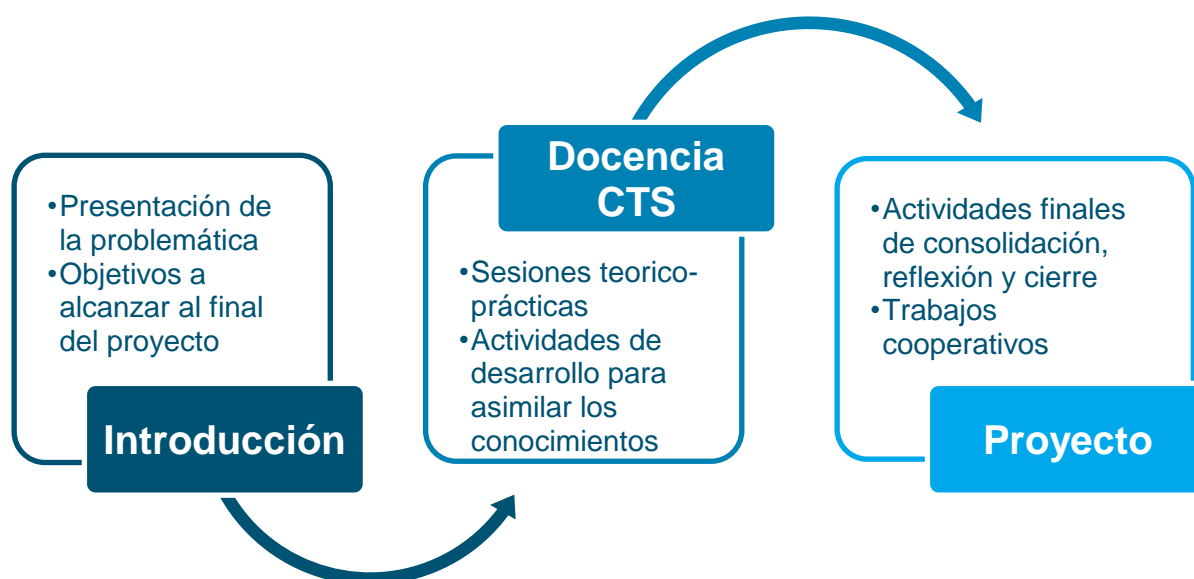 •Presentación de
la problemática
•Objetivos a
alcanzar al final
del proyecto
Introducción
Docencia
CTS
•Sesiones teorico-
prácticas
•Actividades de
desarrollo para
asimilar los
conocimientos
•Actividades finales
de consolidación,
reflexión y cierre
•Trabajos
cooperativos
Proyecto